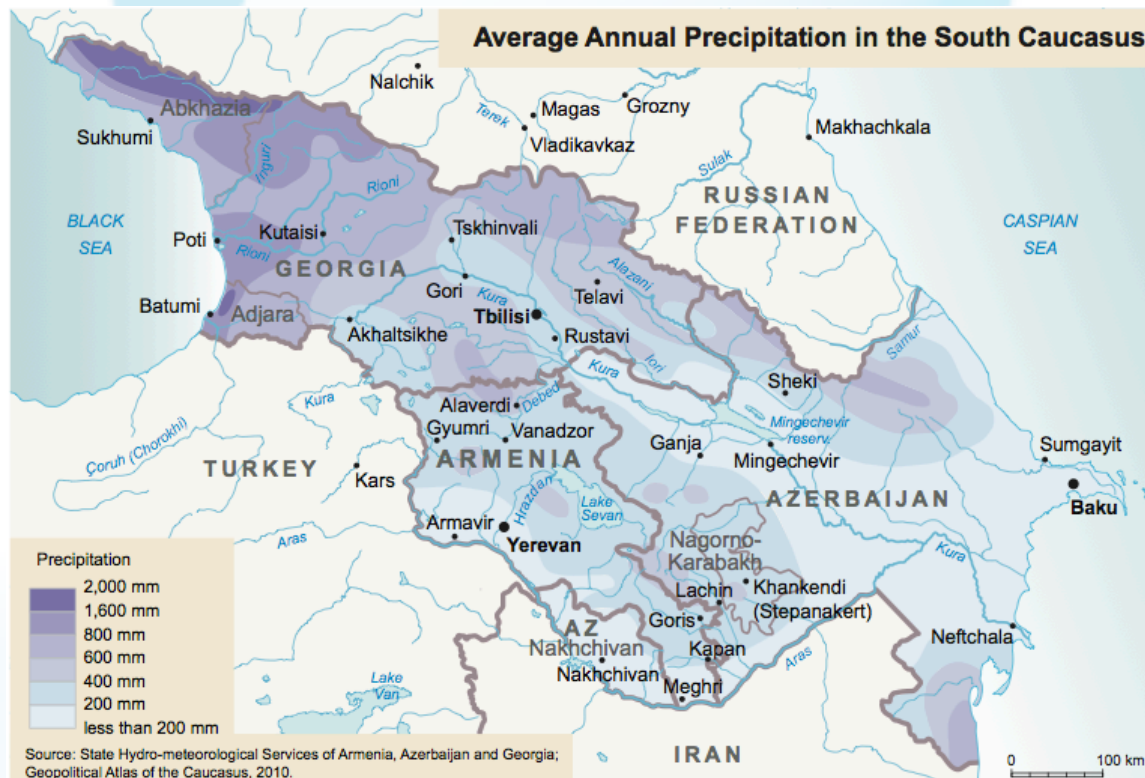 Average Annual Precipitation in the South Caucasus
Nalchik
Magas
Grozny
Terek
Vladikavkaz
Makhachkala
Abkhazia
Sukhumi
Inguri
Rioni
Sulak
RUSSIAN
FEDERATION
BLACK
SEA
CASPIAN
SEA
Poti
Kutaisi
Rioni
GEORGIA
Tskhinvali
Gori
Kura
Alazani
Telavi
Batumi
Adjara
Akhaltsikhe
Tbilisi
Rustavi
Iori
Samur
Kura
Sheki
Kura
Debed
Alaverdi
Gyumri
Vanadzor
Mingechevir
reserv.
Ganja
Mingechevir
Sumgayit
Çoruh (Chorokhi)
TURKEY
Kars
ARMENIA
AZERBAIJAN
Baku
Hrazdan
Lake
Sevan
Armavir
Yerevan
Aras
Nagorno-
Karabakh
Kura
Lachin
Khankendi
(Stepanakert)
Goris
AZ
Nakhchivan
Nakhchivan
Kapan
Aras
Neftchala
Meghri
Lake
Van
IRAN
Precipitation
2,000 mm
1,600 mm
800 mm
600 mm
400 mm
200 mm
less than 200 mm
Source: State Hydro-meteorological Services of Armenia, Azerbaijan and Georgia;
Geopolitical Atlas of the Caucasus, 2010.
0 100 km